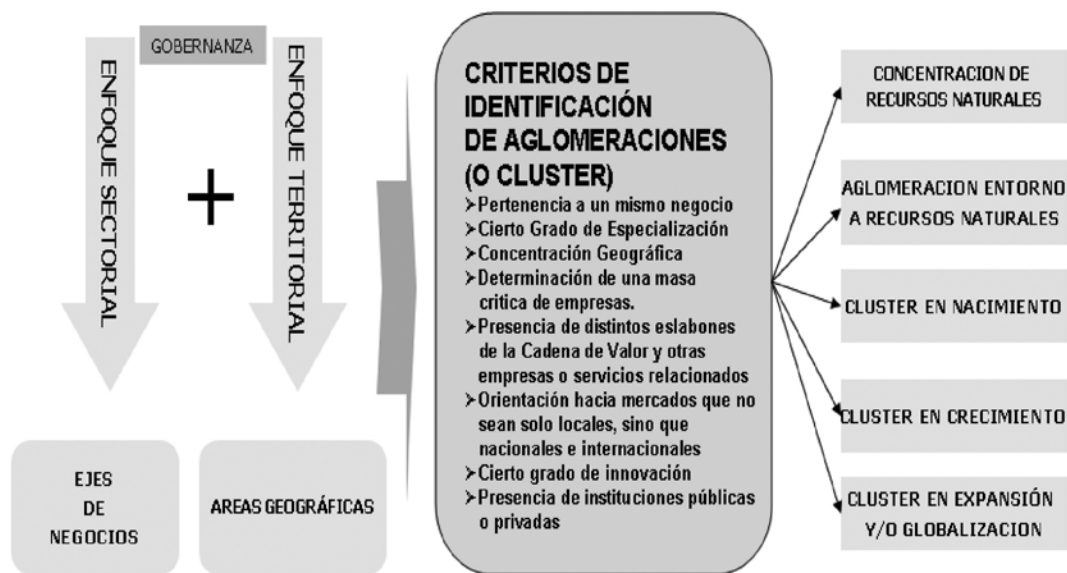 GOBERNANZA
ENFOQUE SECTORIAL
+
ENFOQUE TERRITORIAL
EJES
DE
NEGOCIOS
AREAS GEOGRÁFICAS
CRITERIOS DE
IDENTIFICACIÓN
DE AGLOMERACIONES
(O CLUSTER)
➢Pertenencia a un mismo negocio
➢Cierto Grado de Especialización
➢Concentración Geográfica
➢Determinación de una masa
critica de empresas.
➢Presencia de distintos eslabones
de la Cadena de Valor y otras
empresas o servicios relacionados
➢Orientación hacia mercados que no
sean solo locales, sino que
nacionales e internacionales
➢Cierto grado de innovación
➢Presencia de instituciones públicas
o privadas
CONCENTRACION DE
RECURSOS NATURALES
AGLOMERACION ENTORNO
A RECURSOS NATURALES
CLUSTER EN NACIMIENTO
CLUSTER EN CRECIMIENTO
CLUSTER EN EXPANSIÓN
Y/O GLOBALIZACION